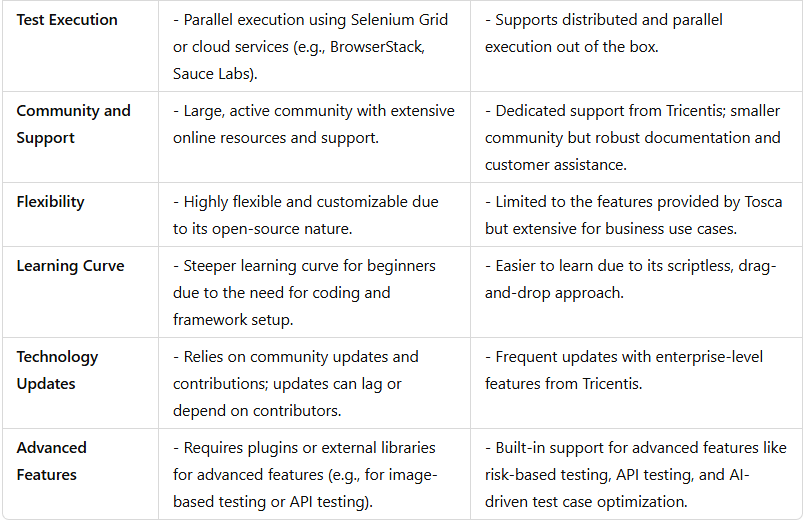 Test Execution
- Parallel execution using Selenium Grid
or cloud services (e.g., BrowserStack,
Sauce Labs).
- Supports distributed and parallel
execution out of the box.
Community and
Support
- Large, active community with extensive
online resources and support.
- Dedicated support from Tricentis; smaller
community but robust documentation and
customer assistance.
Flexibility
- Highly flexible and customizable due
to its open-source nature.
- Limited to the features provided by Tosca
but extensive for business use cases.
Learning Curve
- Steeper learning curve for beginners
due to the need for coding and
framework setup.
- Easier to learn due to its scriptless, drag-
and-drop approach.
Technology
Updates
- Relies on community updates and
contributions; updates can lag or
depend on contributors.
- Frequent updates with enterprise-level
features from Tricentis.
Advanced
Features
- Requires plugins or external libraries
for advanced features (e.g., for image-
based testing or API testing).
- Built-in support for advanced features like
risk-based testing, API testing, and AI-
driven test case optimization.